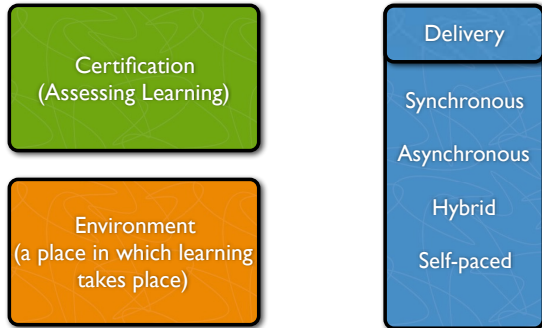 Certification
(Assessing Learning)
Environment
(a place in which learning
takes place)
Delivery
Synchronous
Asynchronous
Hybrid
Self-paced